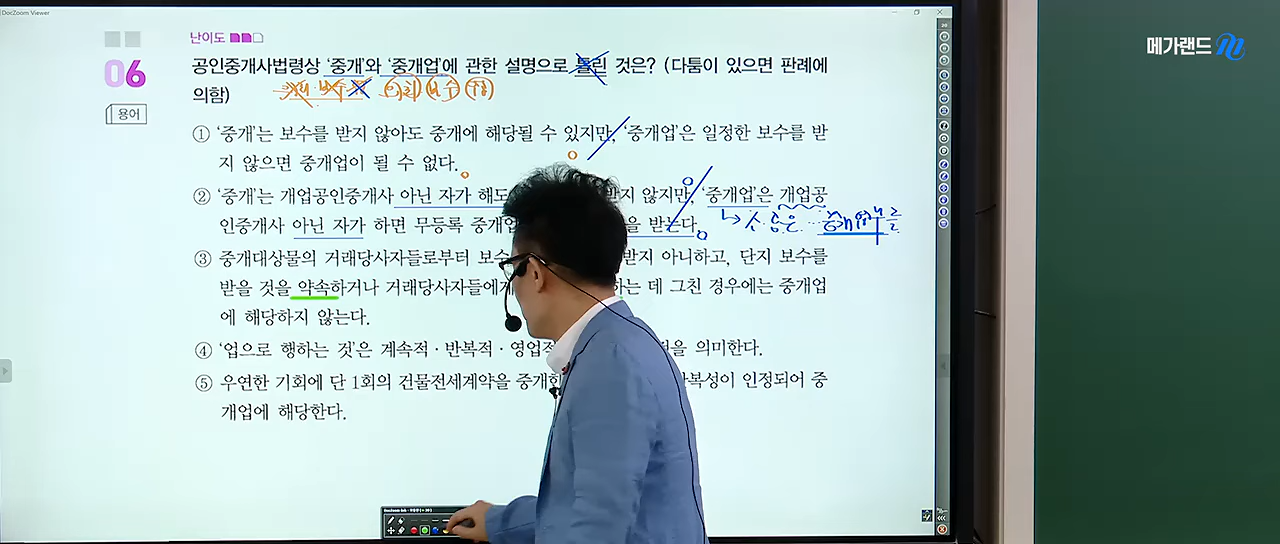 DocZoom Viewer
메가랜드
난이도
06
공인중개사법령상 '중개'와 '중개업'에 관한 설명으로 틀린 것은? (다툼이 있으면 판례에
의함)
의뢰 보수
용어
① '중개'는 보수를 받지 않아도 중개에 해당될 수 있지만, '중개업'은 일정한 보수를 받
지 않으면 중개업이 될 수 없다.
② '중개'는 개업공인중개사 아닌 자가 해도 받지 않지만, '중개업'은 개업공
인중개사 아닌 자가 하면 무등록 중개업 을 받는다.
③ 중개대상물의 거래당사자들로부터 보수 받지 아니하고, 단지 보수를
받을 것을 약속하거나 거래당사자들에게 하는 데 그친 경우에는 중개업
에 해당하지 않는다.
④ '업으로 행하는 것'은 계속적·반복적·영업적 을 의미한다.
⑤ 우연한 기회에 단 1회의 건물전세계약을 중개한 반복성이 인정되어 중
개업에 해당한다.